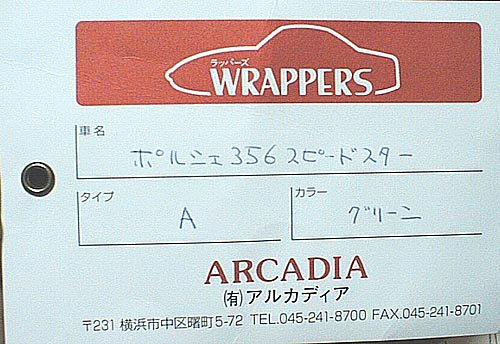 ラッパーズ
WRAPPERS
車名
ポルシェ356スピードスター
タイプ
A
カラー
グリーン
ARCADIA
(有)アルカディア
〒231 横浜市中区曙町5-72 TEL.045-241-8700 FAX.045-241-8701